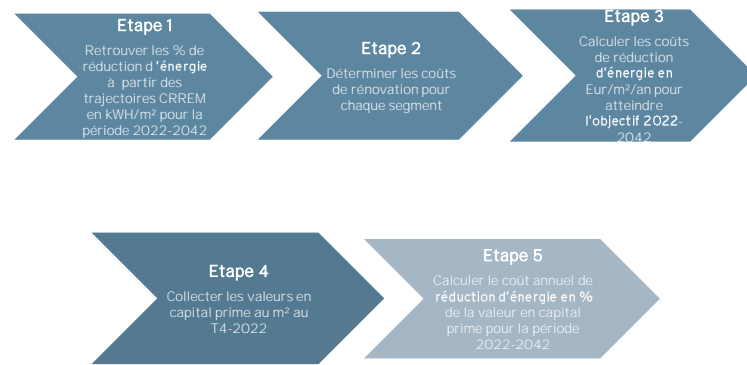 Etape 1
Retrouver les % de
réduction d'énergie
à partir des
trajectoires CRREM
en kWH/m² pour la
période 2022-2042
Etape 2
Déterminer les coûts
de rénovation pour
chaque segment
Etape 3
Calculer les coûts
de réduction
d'énergie en
Eur/m²/an pour
atteindre
l'objectif 2022-
2042
Etape 4
Collecter les valeurs en
capital prime au m² au
T4-2022
Etape 5
Calculer le coût annuel de
réduction d'énergie en %
de la valeur en capital
prime pour la période
2022-2042